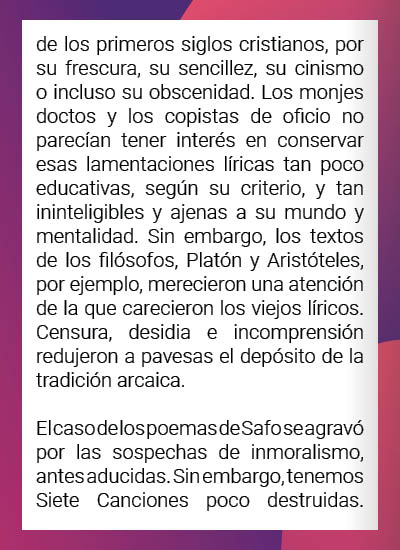 de los primeros siglos cristianos, por
su frescura, su sencillez, su cinismo
o incluso su obscenidad. Los monjes
doctos y los copistas de oficio no
parecían tener interés en conservar
esas lamentaciones líricas tan poco
educativas, según su criterio, y tan
ininteligibles y ajenas a su mundo y
mentalidad. Sin embargo, los textos
de los filósofos, Platón y Aristóteles,
por ejemplo, merecieron una atención
de la que carecieron los viejos líricos.
Censura, desidia e incomprensión
redujeron a pavesas el depósito de la
tradición arcaica.

El caso de los poemas de Safo se agravó
por las sospechas de inmoralismo,
antes aducidas. Sin embargo, tenemos
Siete Canciones poco destruidas.